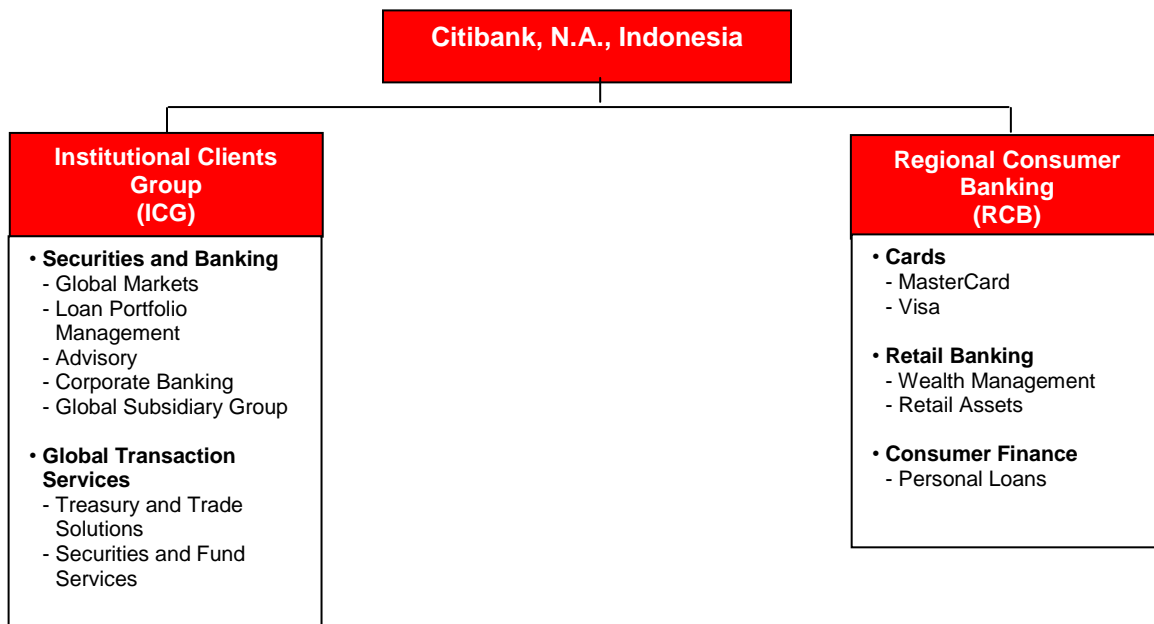 Citibank, N.A., Indonesia
Institutional Clients
Group
(ICG)
• Securities and Banking
- Global Markets
- Loan Portfolio
Management
- Advisory
- Corporate Banking
- Global Subsidiary Group
• Global Transaction
Services
- Treasury and Trade
Solutions
- Securities and Fund
Services
Regional Consumer
Banking
(RCB)
• Cards
- MasterCard
- Visa
• Retail Banking
- Wealth Management
- Retail Assets
• Consumer Finance
- Personal Loans